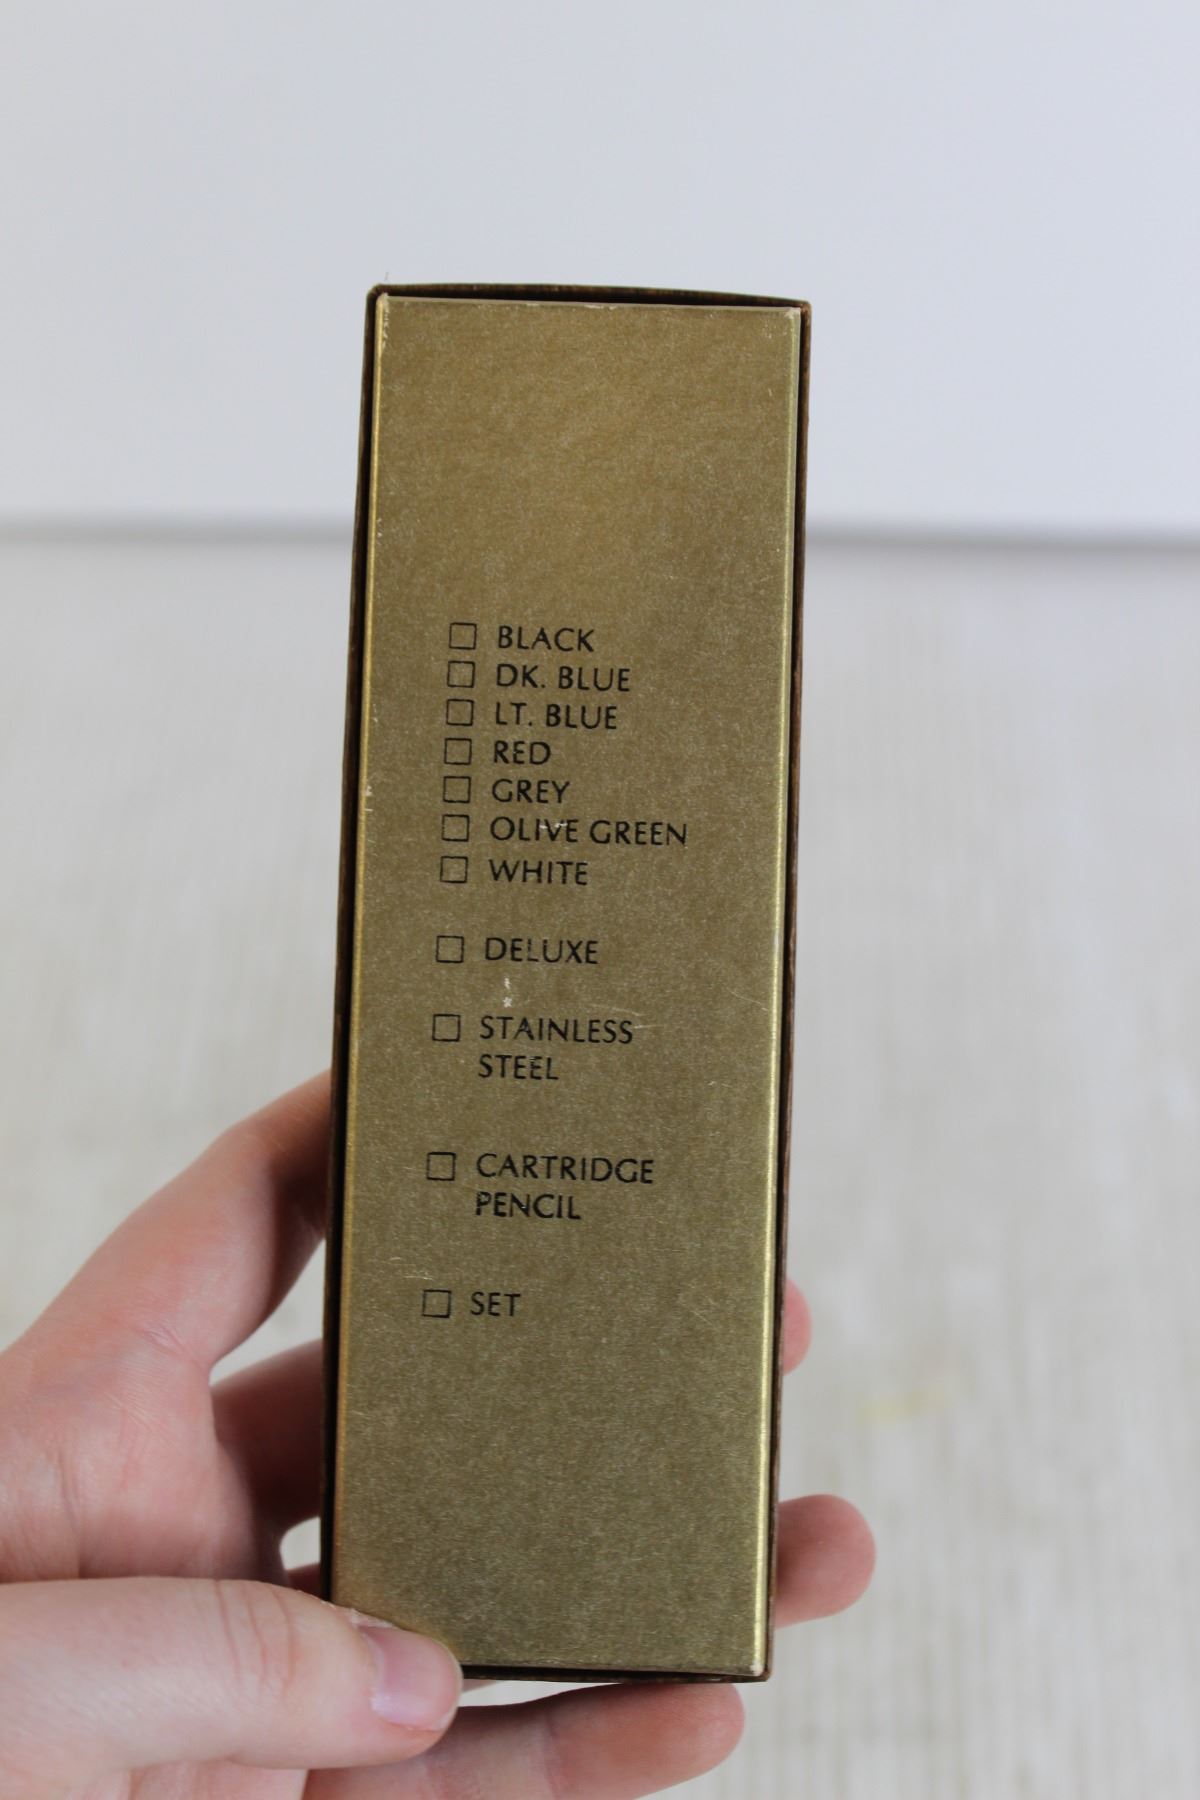 ☐ BLACK
☐ DK. BLUE
☐ LT. BLUE
☐ RED
☐ GREY
☐ OLIVE GREEN
☐ WHITE
☐ DELUXE
☐ STAINLESS
STEEL
☐ CARTRIDGE
PENCIL
☐ SET